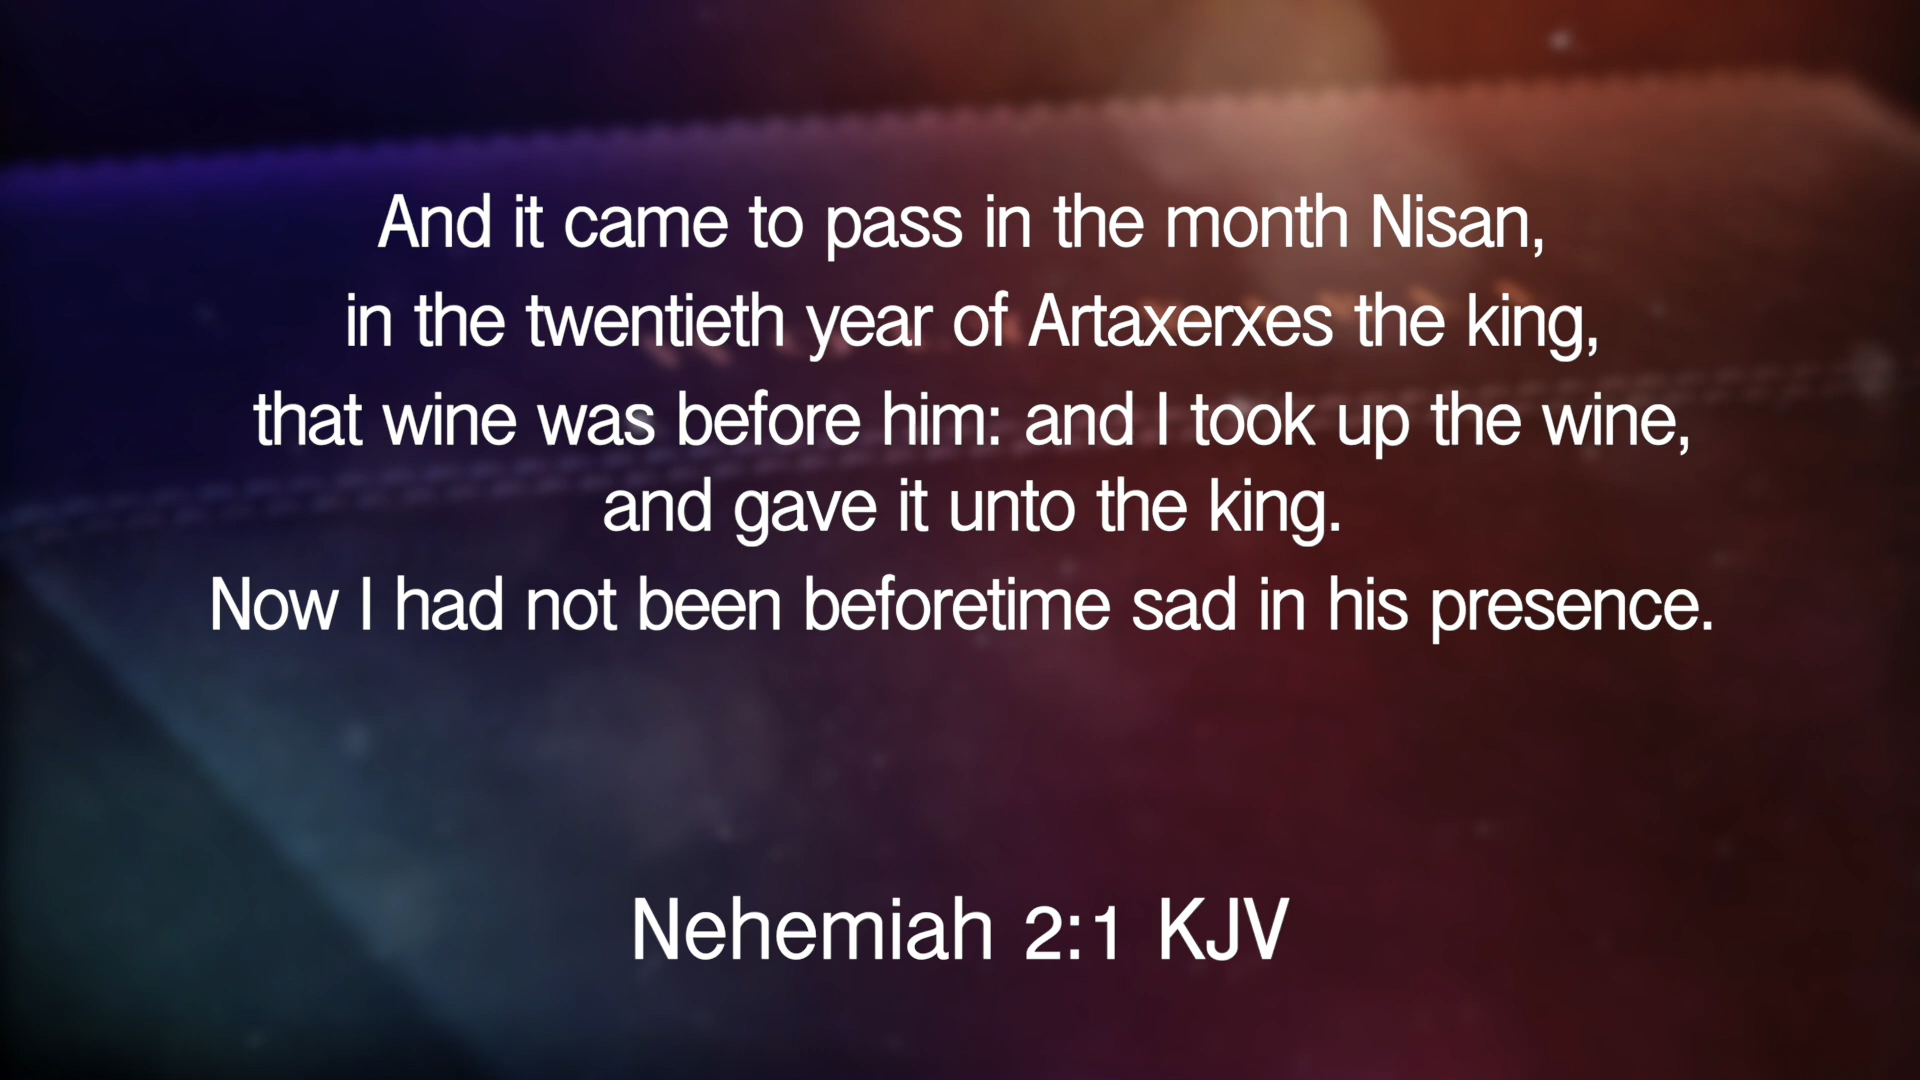 And it came to pass in the month Nisan,
in the twentieth year of Artaxerxes the king,
that wine was before him: and I took up the wine,
and gave it unto the king.
Now I had not been beforetime sad in his presence.
Nehemiah 2:1 KJV